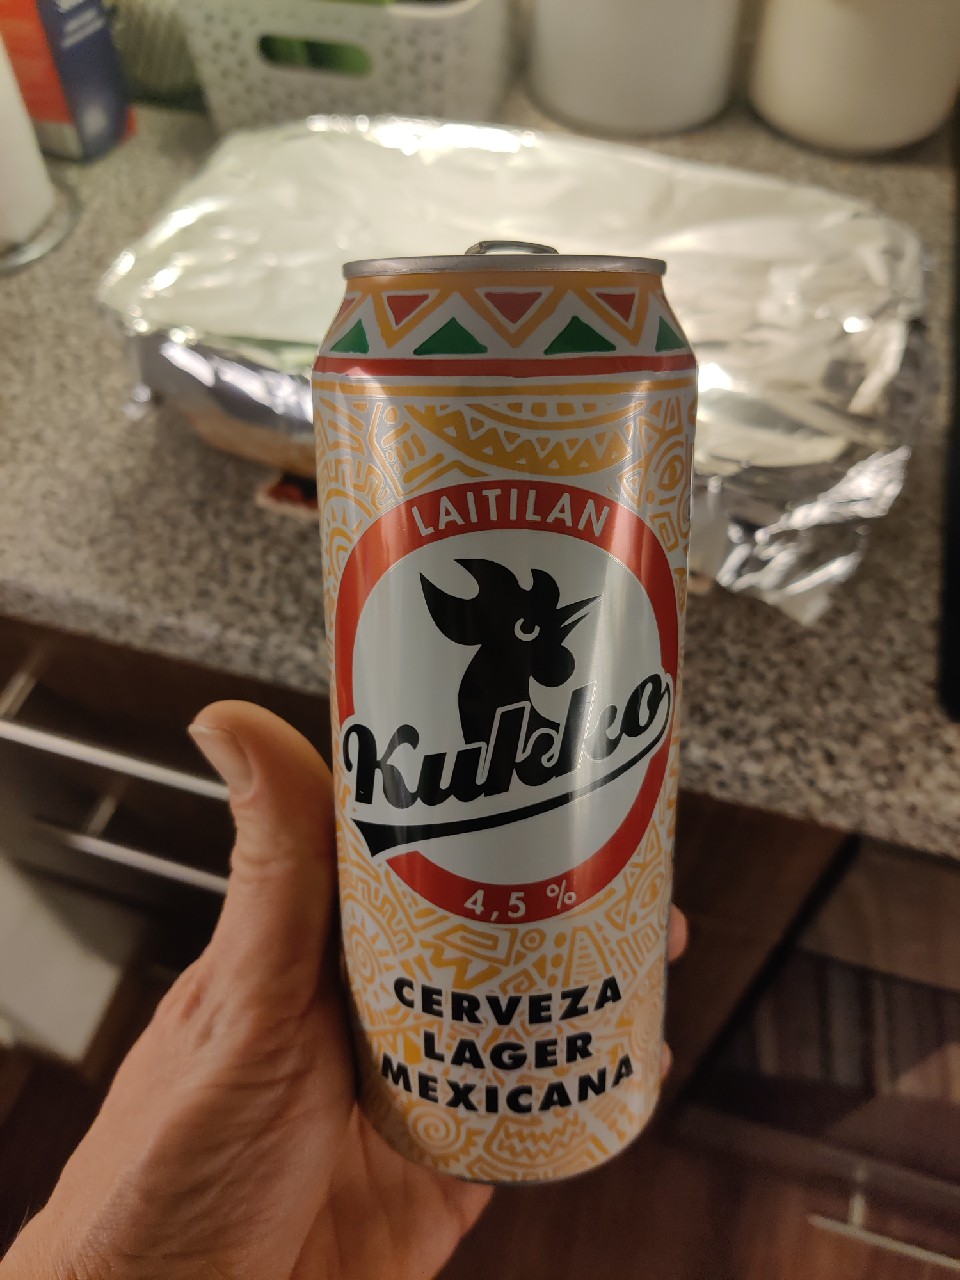 LAITILAN
Kukko
4,5 %
CERVEZA
LAGER
MEXICANA